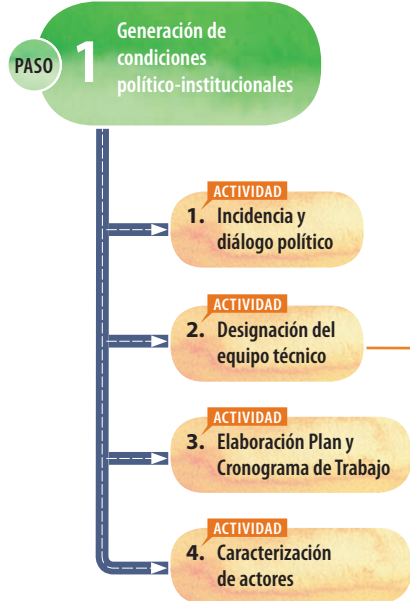 PASO 1
Generación de
condiciones
político-institucionales
ACTIVIDAD
1. Incidencia y
diálogo político
ACTIVIDAD
2. Designación del
equipo técnico
ACTIVIDAD
3. Elaboración Plan y
Cronograma de Trabajo
ACTIVIDAD
4. Caracterización
de actores